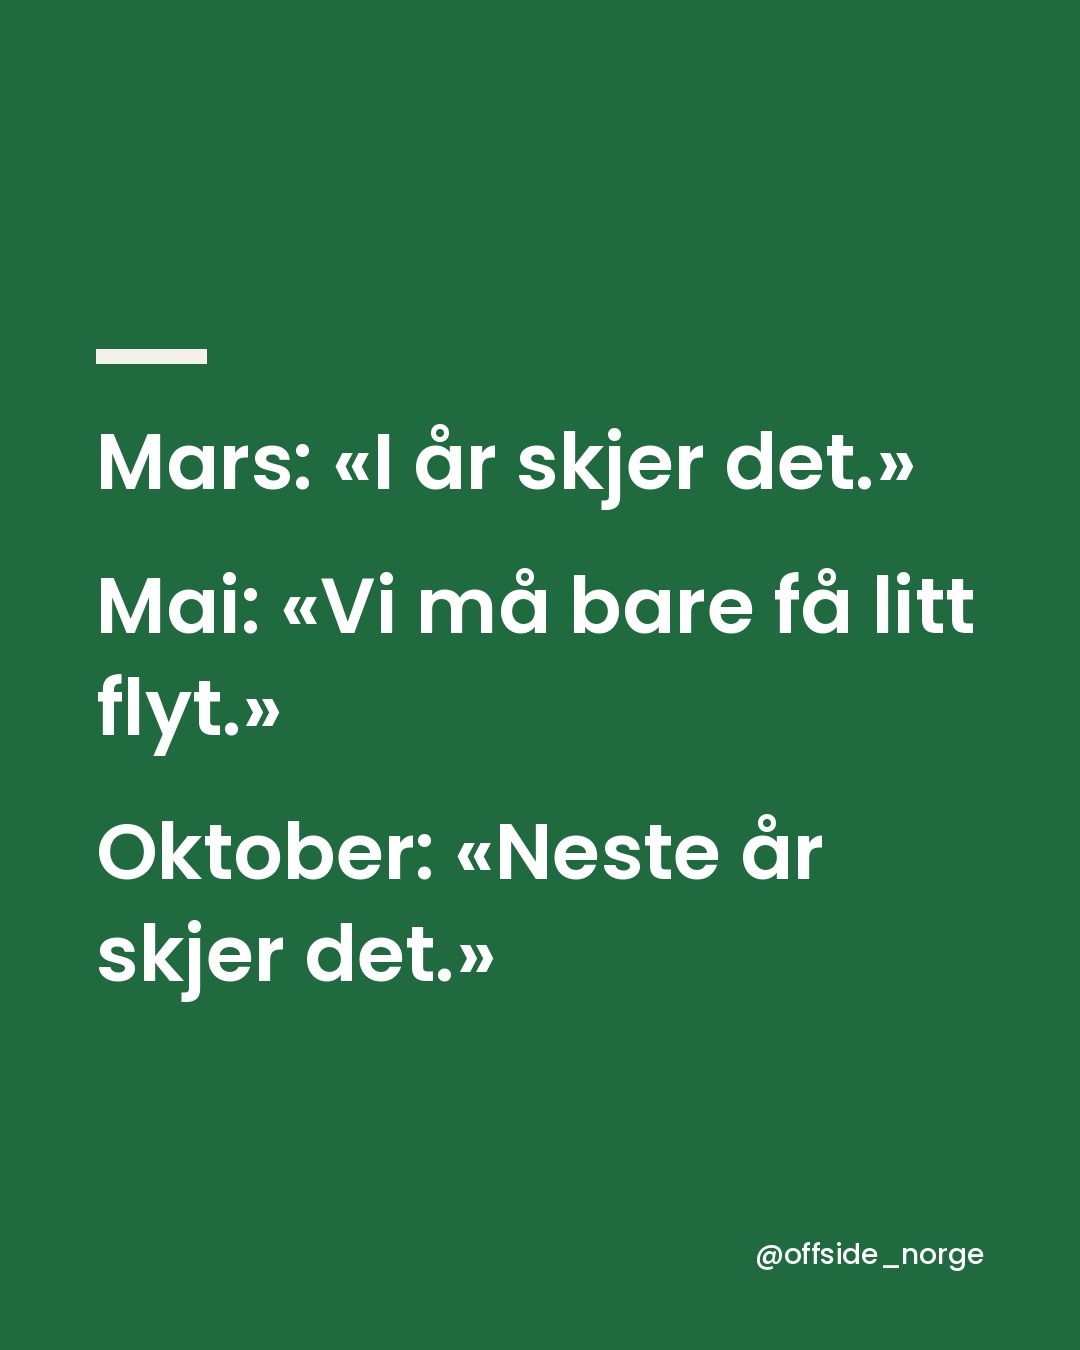 Mars: «I år skjer det.»
Mai: «Vi må bare få litt
flyt.»
Oktober: «Neste år
skjer det.»
@offside_norge